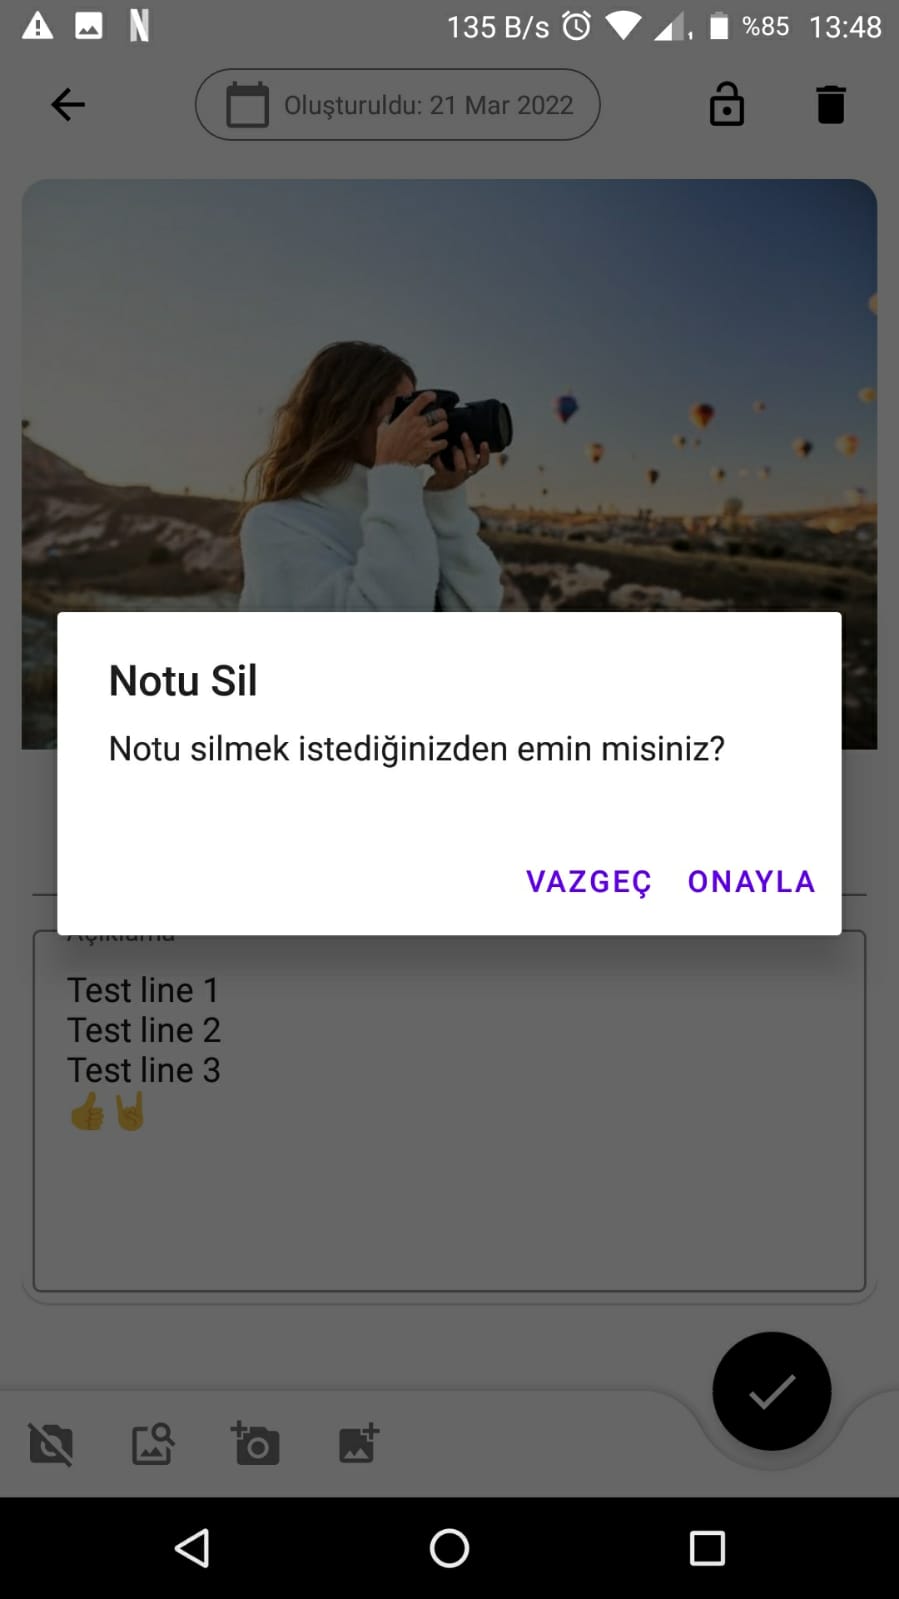 135 B/s %85 13:48
Oluşturuldu: 21 Mar 2022
Notu Sil
Notu silmek istediğinizden emin misiniz?
VAZGEÇ ONAYLA
Açıklama
Test line 1
Test line 2
Test line 3
👍🤘